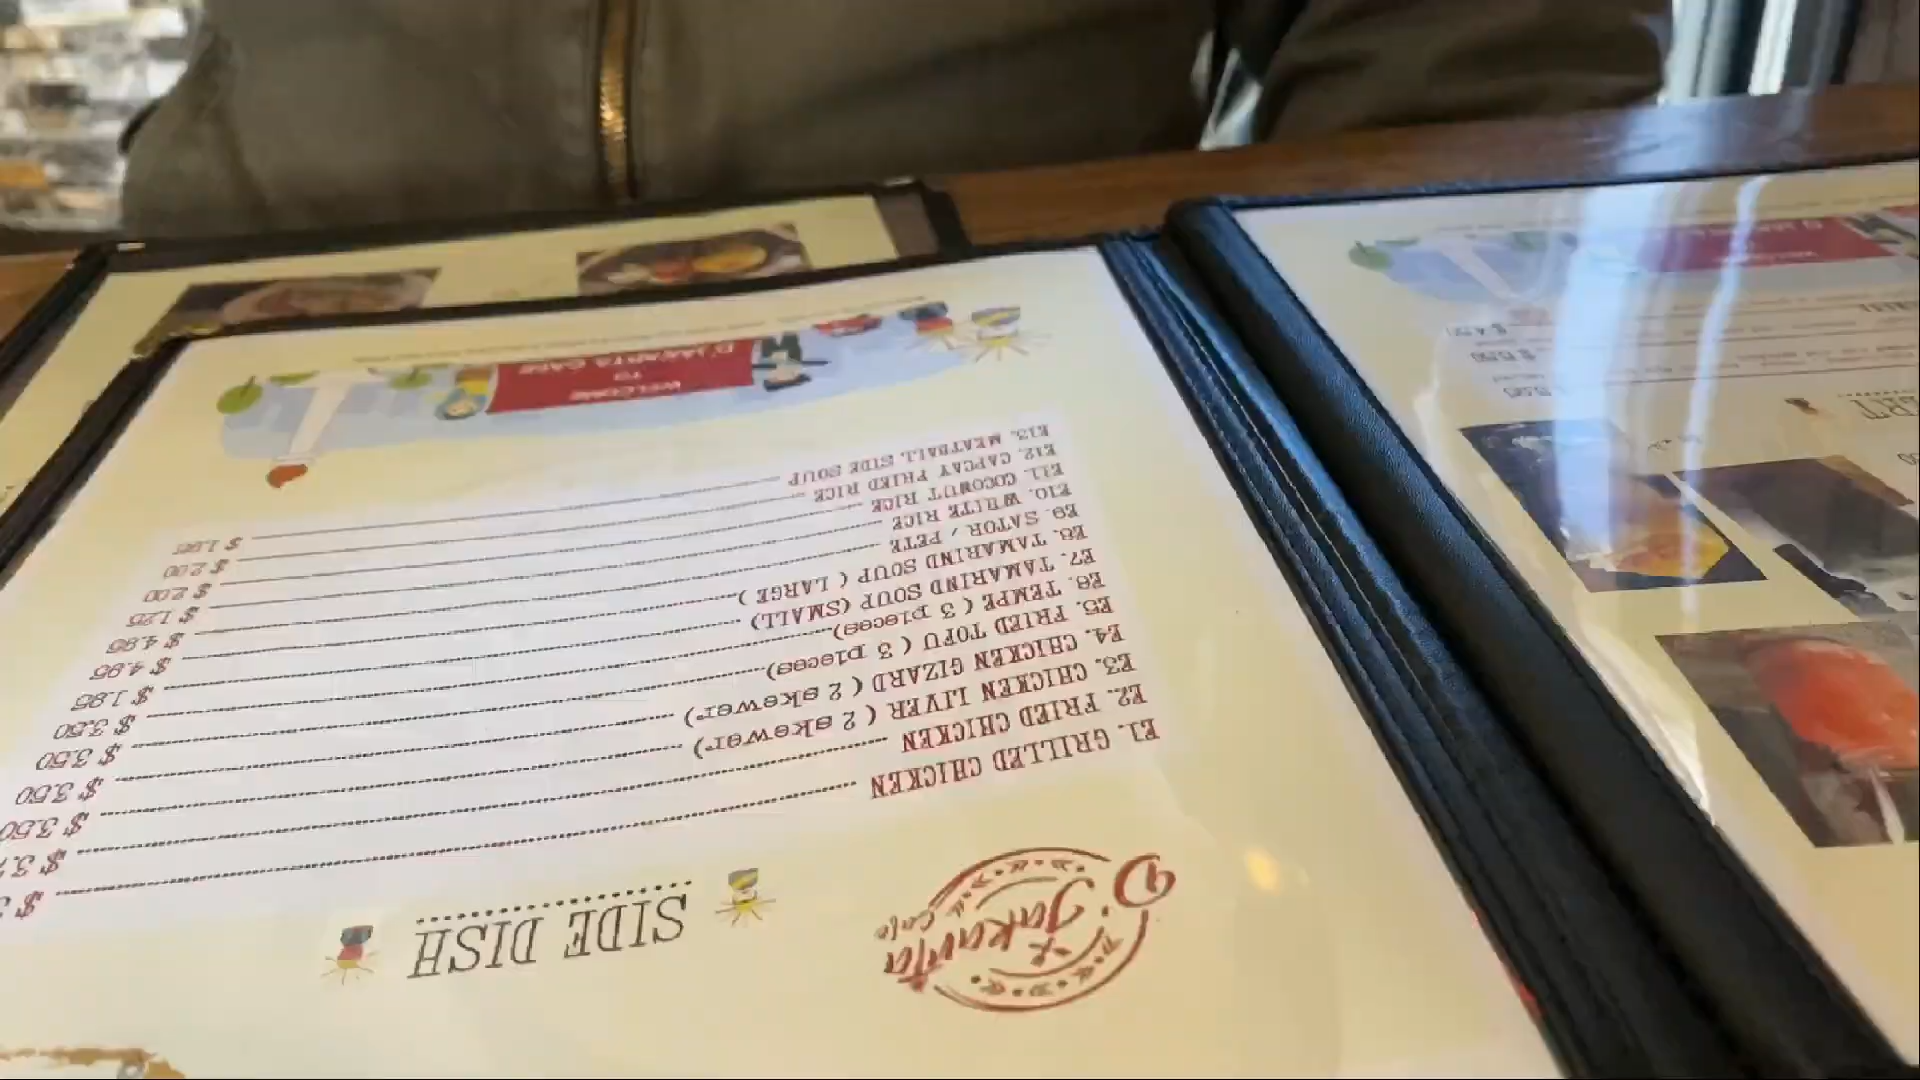 D'Jakarta
Cafe
SIDE DISH
E1. GRILLED CHICKEN $
E2. FRIED CHICKEN $
E3. CHICKEN LIVER ( 2 skewer) $ 3.50
E4. CHICKEN GIZARD ( 2 skewer) $ 3.50
E5. FRIED TOFU ( 3 pieces) $ 3.50
E6. TEMPE ( 3 pieces) $ 3.50
E7. TAMARIND SOUP (SMALL) $ 1.95
E8. TAMARIND SOUP ( LARGE ) $ 4.95
E9. SATOR / PETE $ 4.95
E10. WHITE RICE $ 1.25
E11. COCONUT RICE $ 2.00
E12. CAPCAY FRIED RICE $ 2.00
E13. MEATBALL SIDE SOUP $ 1.95
WELCOME
TO
D'JAKARTA CAFE